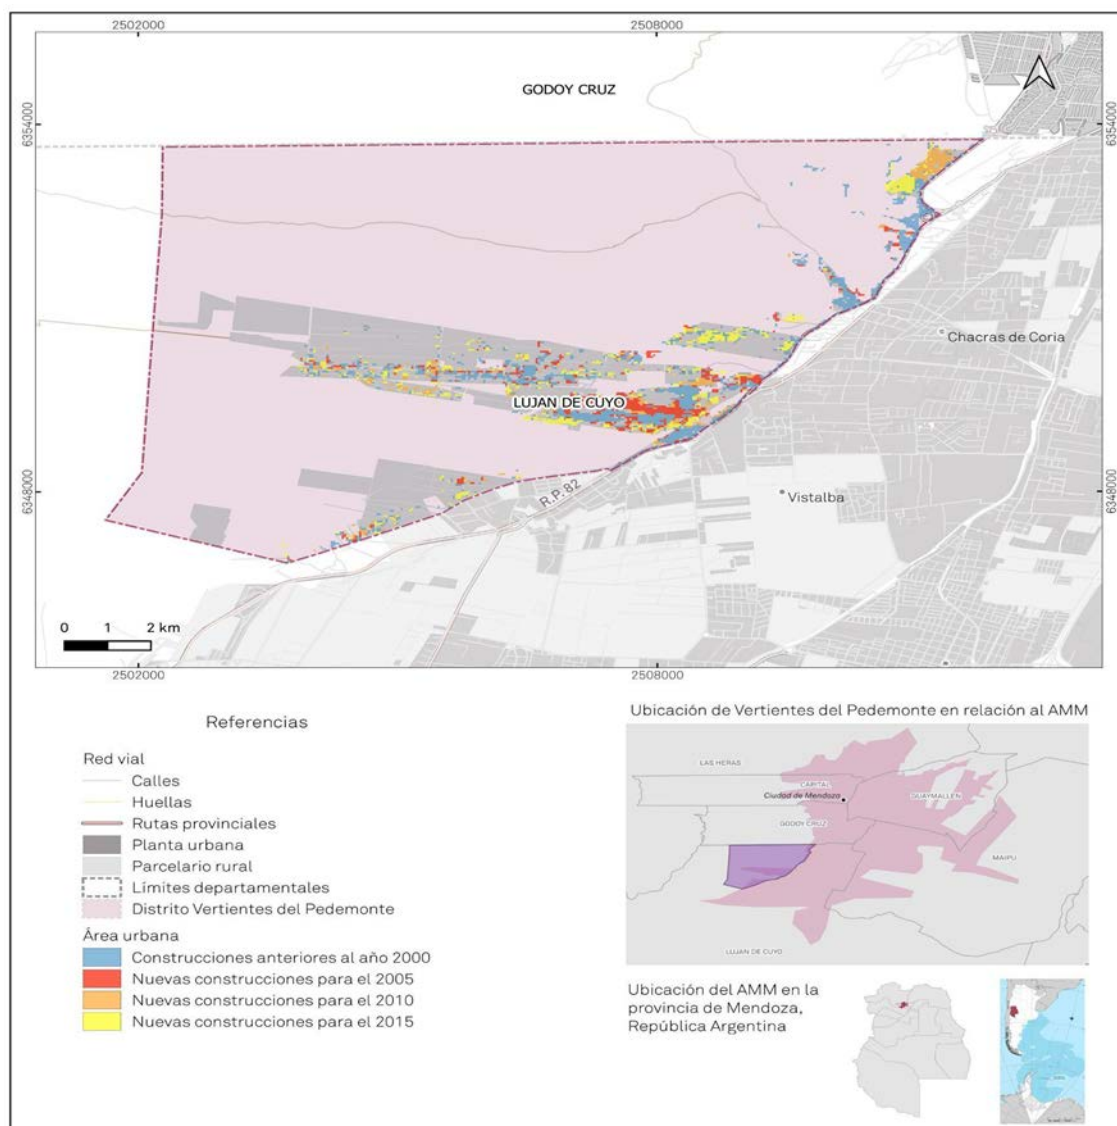 2502000
2508000
GODOY CRUZ
6354000
6354000
Chacras de Coria
LUJAN DE CUYO
6348000
6348000
R.P. 82
Vistalba
0 1 2 km
2502000
2508000
Referencias
Red vial
Calles
Huellas
Rutas provinciales
Planta urbana
Parcelario rural
Límites departamentales
Distrito Vertientes del Pedemonte
Área urbana
Construcciones anteriores al año 2000
Nuevas construcciones para el 2005
Nuevas construcciones para el 2010
Nuevas construcciones para el 2015
Ubicación de Vertientes del Pedemonte en relación al AMM
LAS HERAS
CAPITAL
Ciudad de Mendoza
GUAYMALLEN
GODOY CRUZ
MAIPU
LUJAN DE CUYO
Ubicación del AMM en la
provincia de Mendoza,
República Argentina